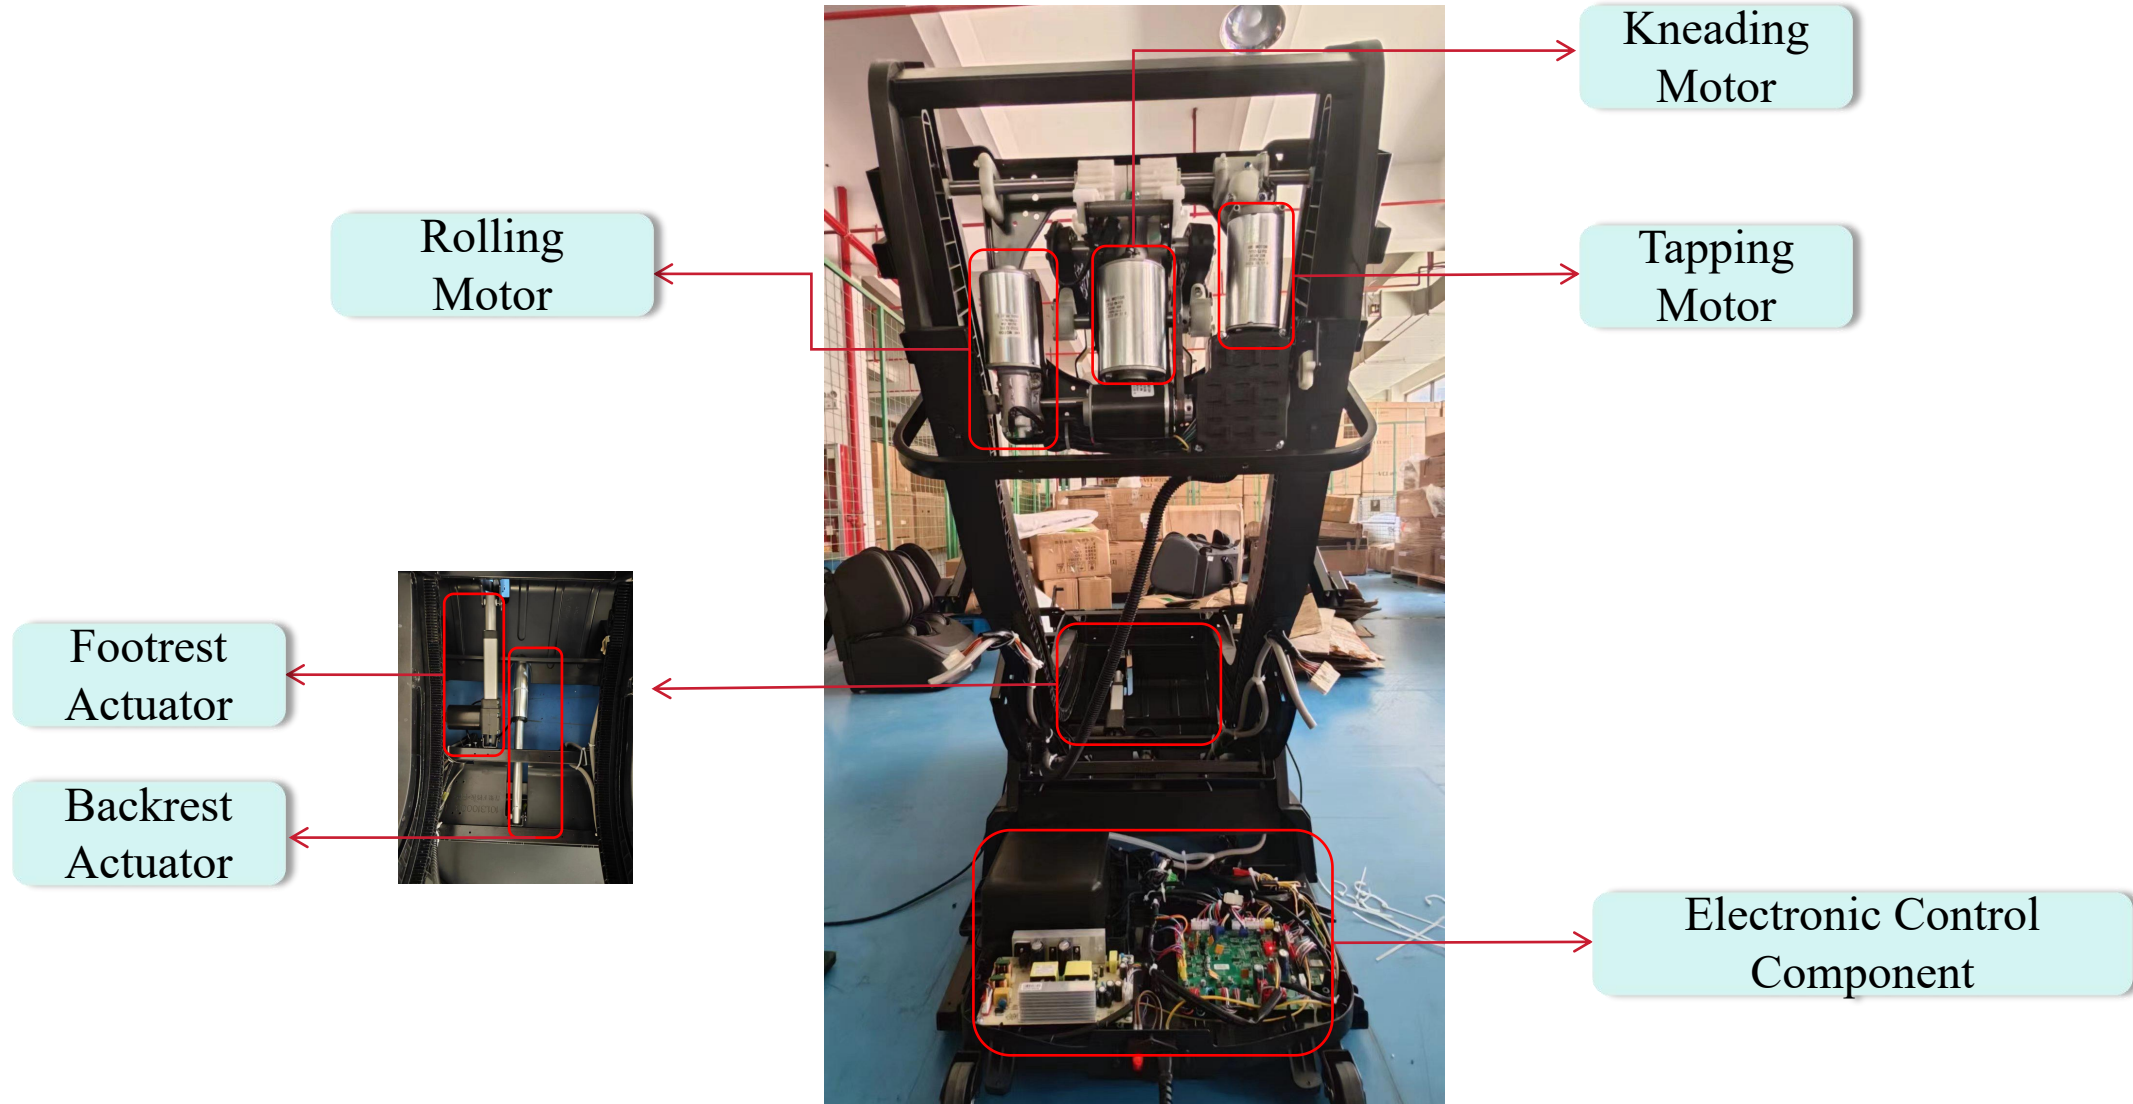 Kneading
Motor
Rolling
Motor
Tapping
Motor
Footrest
Actuator
Backrest
Actuator
Electronic Control
Component